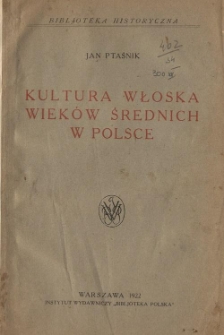 BIBLIOTEKA HISTORYCZNA
JAN PTAŚNIK
KULTURA WŁOSKA
WIEKÓW ŚREDNICH
W POLSCE
WARSZAWA 1922
INSTYTUT WYDAWNICZY „BIBLJOTEKA POLSKA"